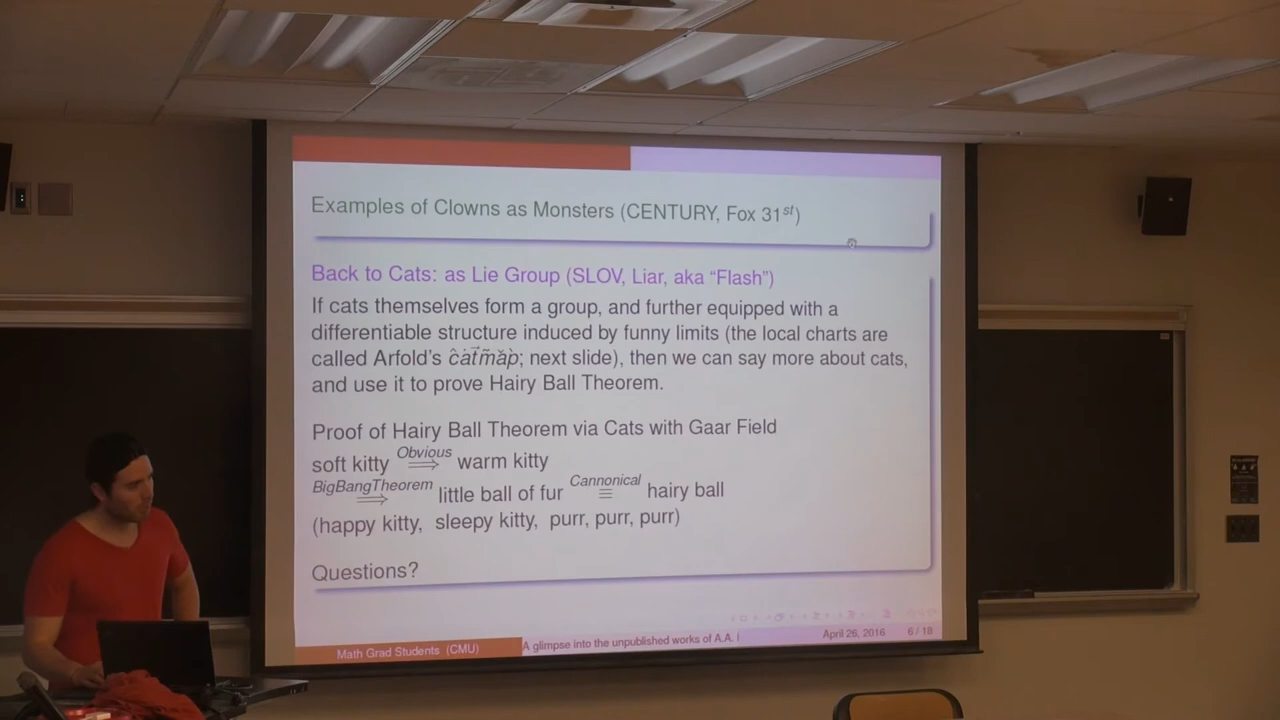 Examples of Clowns as Monsters (CENTURY, Fox 31st)
Back to Cats: as Lie Group (SLOV, Liar, aka “Flash”)
If cats themselves form a group, and further equipped with a
differentiable structure induced by funny limits (the local charts are
called Arfold's ĉȧt⃗m̃ăṗ; next slide), then we can say more about cats,
and use it to prove Hairy Ball Theorem.
Proof of Hairy Ball Theorem via Cats with Gaar Field
soft kitty Obvious ⟹ warm kitty
BigBangTheorem ⟹ little ball of fur Cannonical ≡ hairy ball
(happy kitty, sleepy kitty, purr, purr, purr)
Questions?
Math Grad Students (CMU) A glimpse into the unpublished works of A.A. April 26, 2016 6 / 18